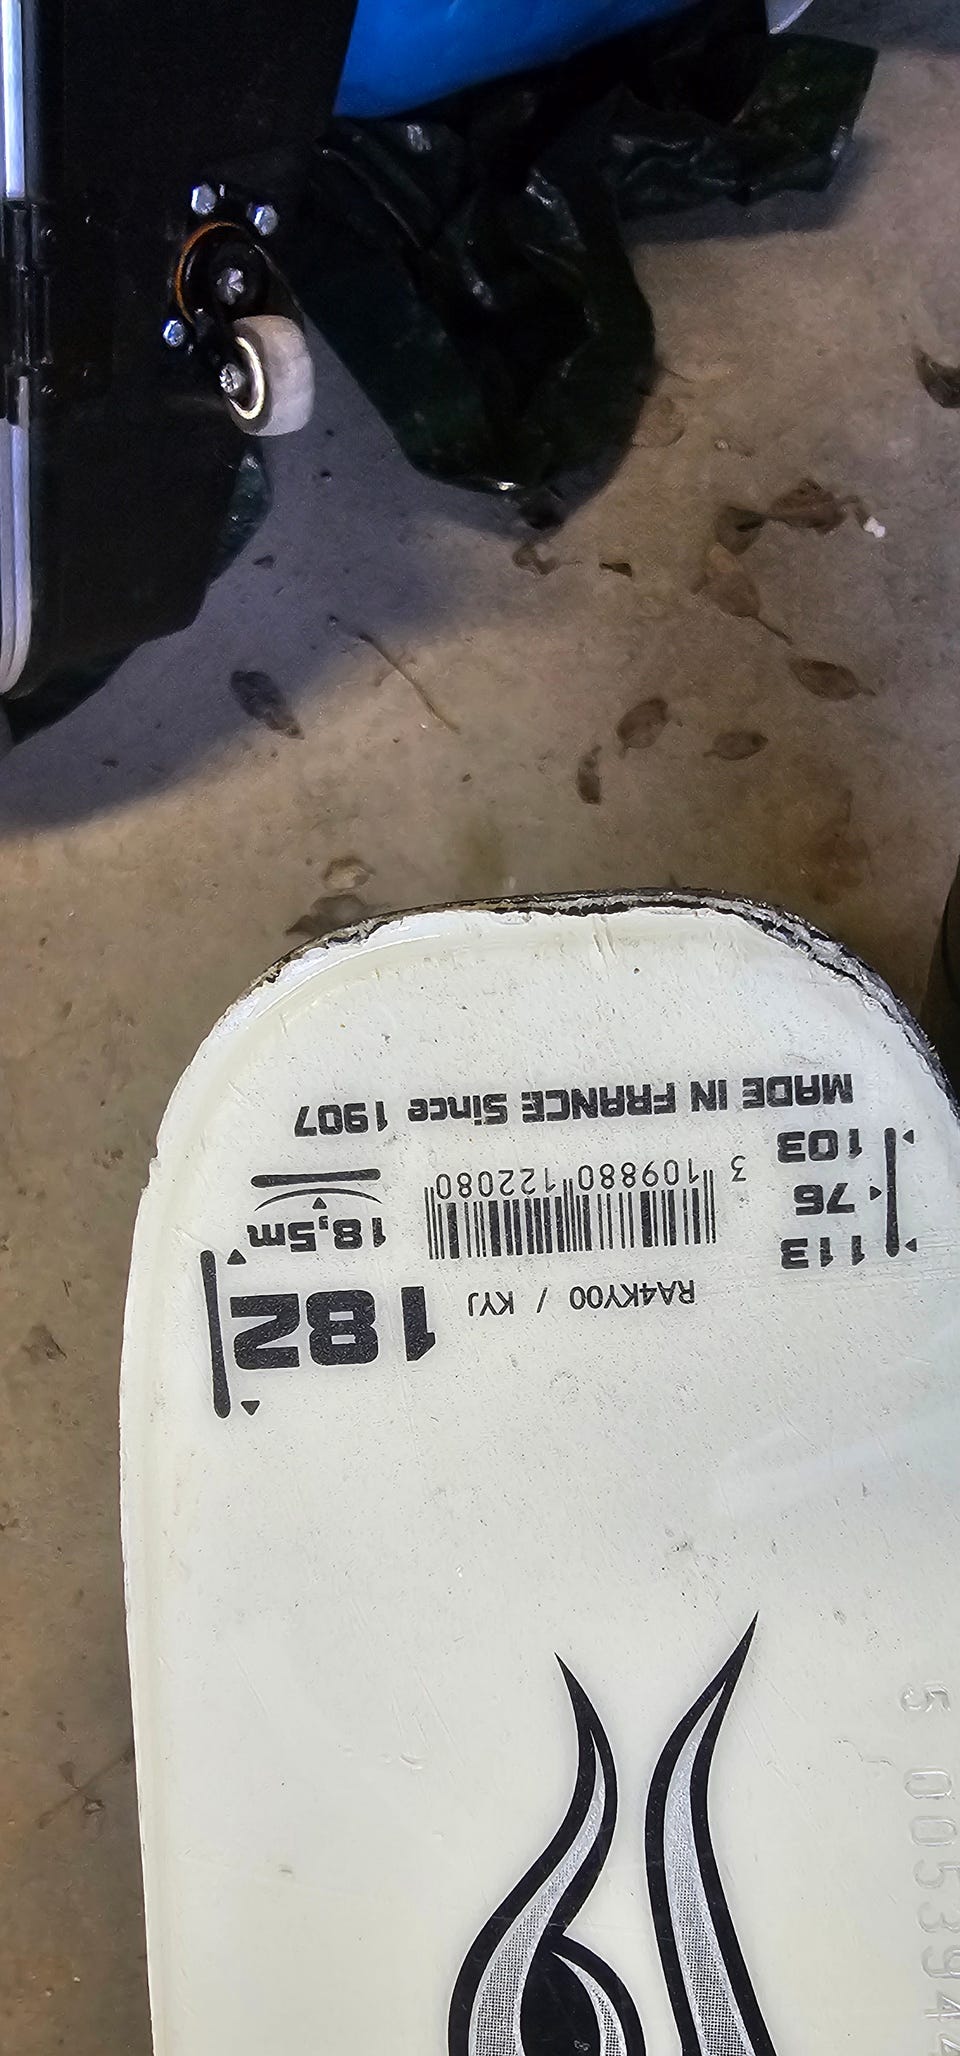 113
76
103
RA4KY00 / KYJ
3 109880 122080
182
18,5m
MADE IN FRANCE Since 1907